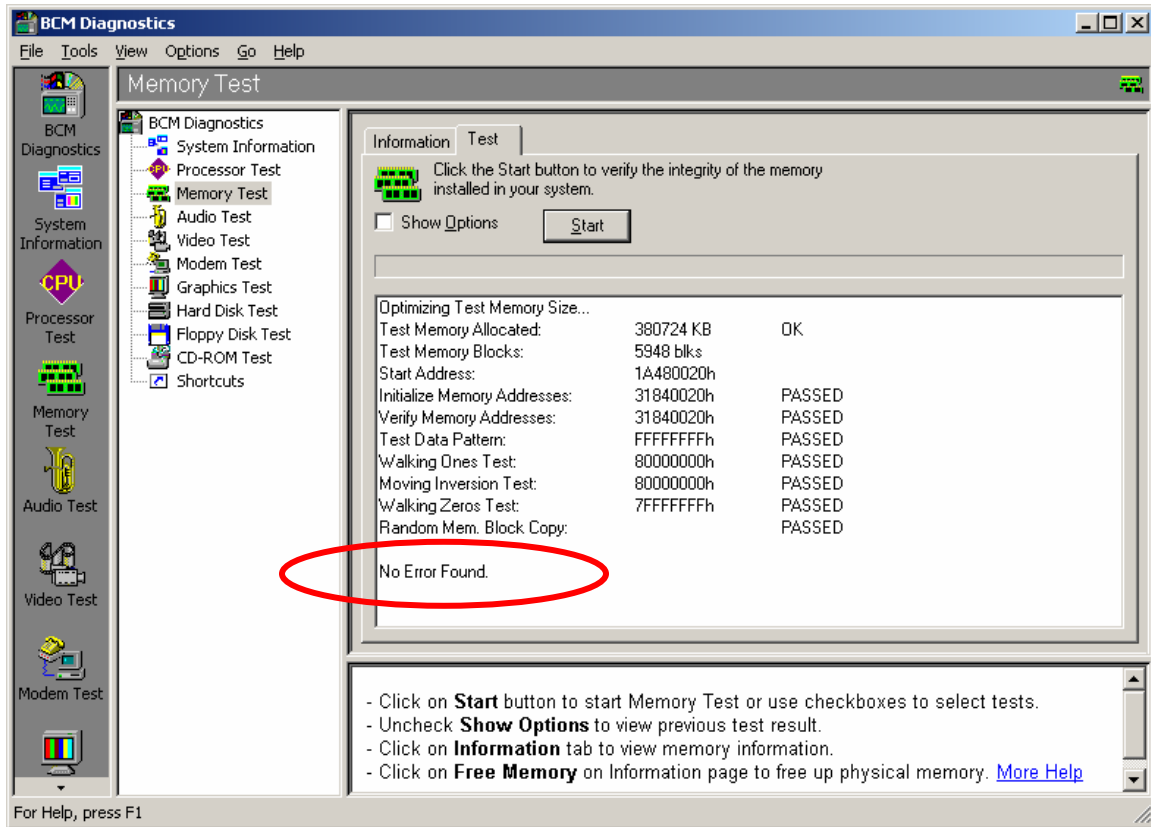 BCM Diagnostics
File Tools View Options Go Help
BCM
Diagnostics
System
Information
CPU
Processor
Test
Memory
Test
Audio Test
Video Test
Modem Test
Memory Test
BCM Diagnostics
System Information
CPU Processor Test
Memory Test
Audio Test
Video Test
Modem Test
Graphics Test
Hard Disk Test
Floppy Disk Test
CD-ROM Test
Shortcuts
Information Test
Click the Start button to verify the integrity of the memory
installed in your system.
Show Options Start
Optimizing Test Memory Size...
Test Memory Allocated: 380724 KB OK
Test Memory Blocks: 5948 blks
Start Address: 1A480020h
Initialize Memory Addresses: 31840020h PASSED
Verify Memory Addresses: 31840020h PASSED
Test Data Pattern: FFFFFFFFh PASSED
Walking Ones Test: 80000000h PASSED
Moving Inversion Test: 80000000h PASSED
Walking Zeros Test: 7FFFFFFFh PASSED
Random Mem. Block Copy: PASSED
No Error Found.
- Click on Start button to start Memory Test or use checkboxes to select tests.
- Uncheck Show Options to view previous test result.
- Click on Information tab to view memory information.
- Click on Free Memory on Information page to free up physical memory. More Help
For Help, press F1